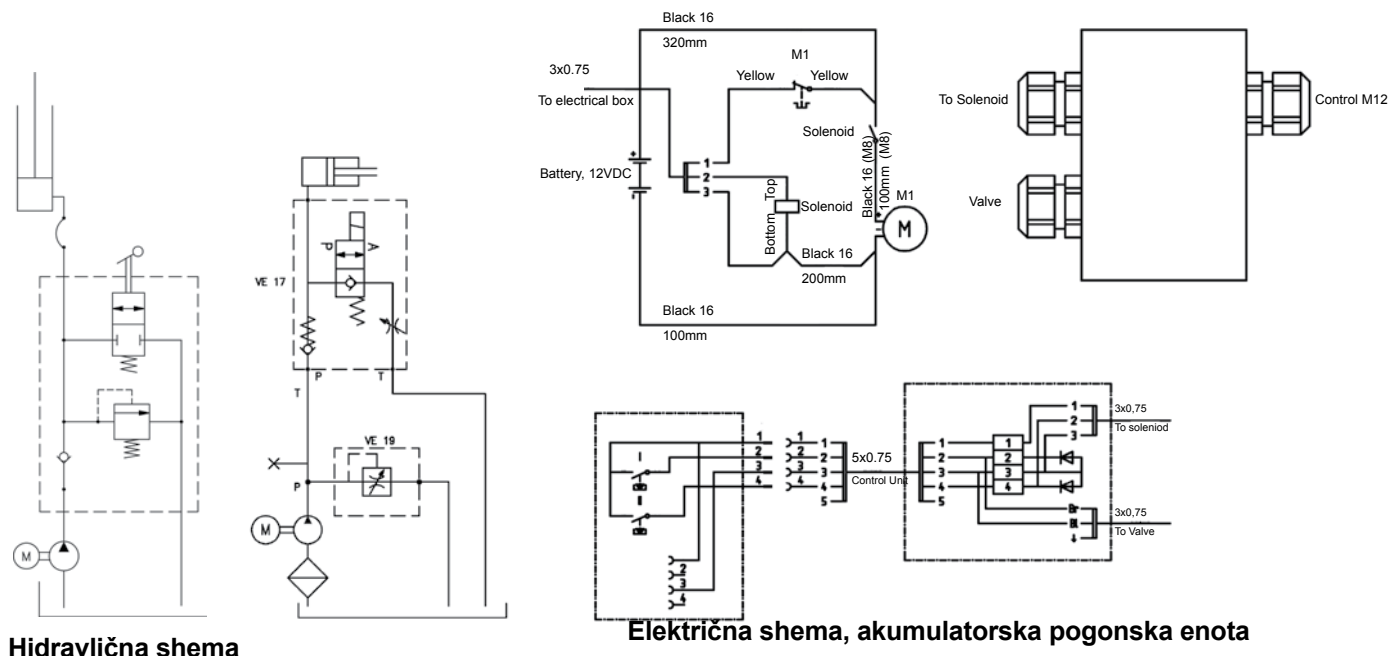 Black 16
320mm
M1
3x0.75
To electrical box
Yellow
Yellow
Solenoid
Black 16 (M8)
100mm (M8)
Battery, 12VDC
+
-
1
2
3
Top
Solenoid
Bottom
M1
+
-
M
Black 16
200mm
Black 16
100mm
To Solenoid
Control M12
Valve
A
P
VE 17
P
T
T
VE 19
P
M
M
I
II
1
2
3
4
2
3
4
1
2
3
4
1
2
3
4
5
5x0.75
Control Unit
1
2
3
4
5
1
2
3
4
1
2
3
3x0,75
To soleniod
Br
Bl
3x0,75
To Valve
Hidravlična shema
Električna shema, akumulatorska pogonska enota